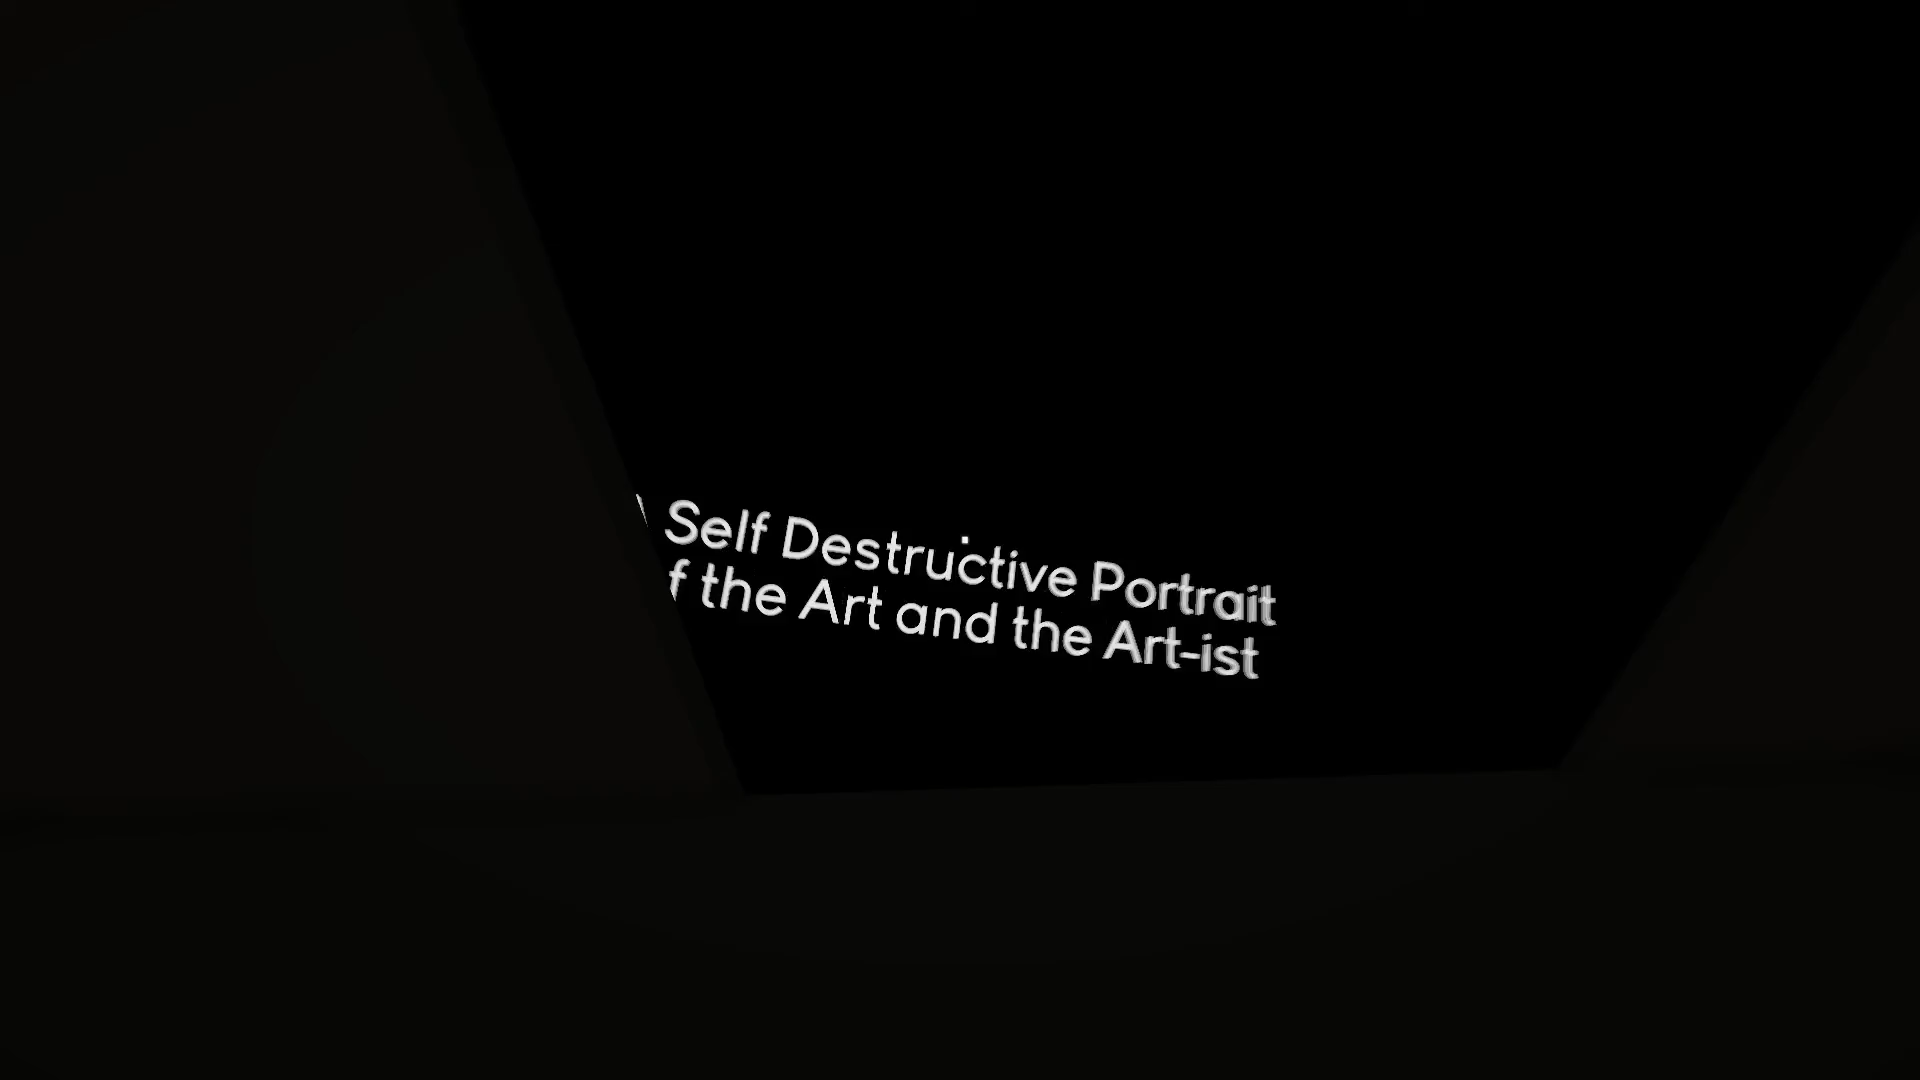 Self Destructive Portrait
f the Art and the Art-ist